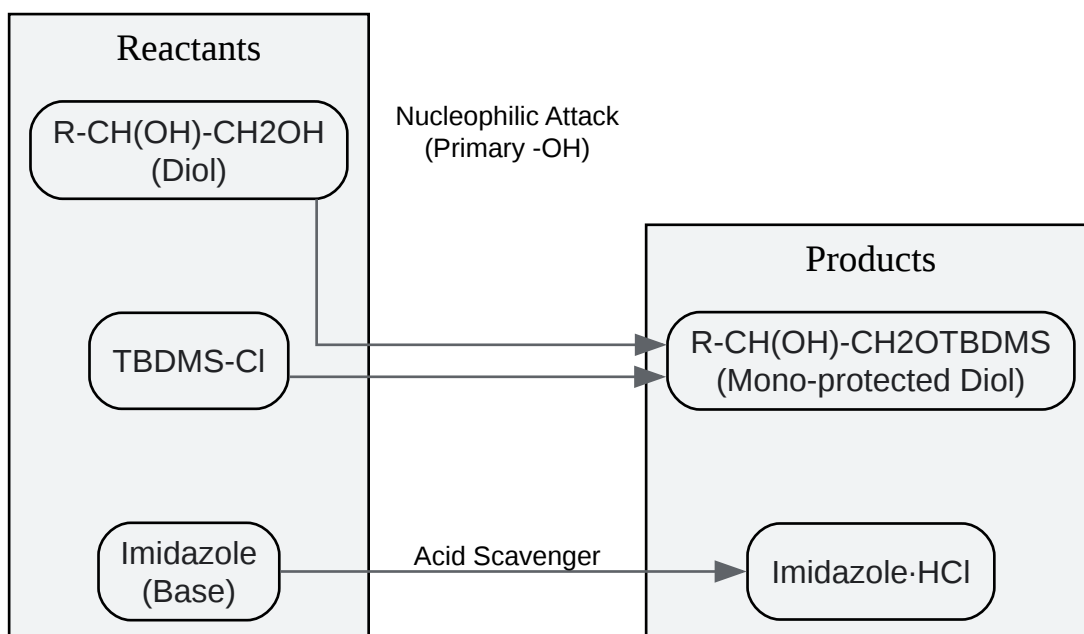 Reactants
R-CH(OH)-CH2OH
(Diol)
Nucleophilic Attack
(Primary -OH)
Products
TBDMS-Cl
R-CH(OH)-CH2OTBDMS
(Mono-protected Diol)
Imidazole
(Base)
Acid Scavenger
Imidazole·HCl